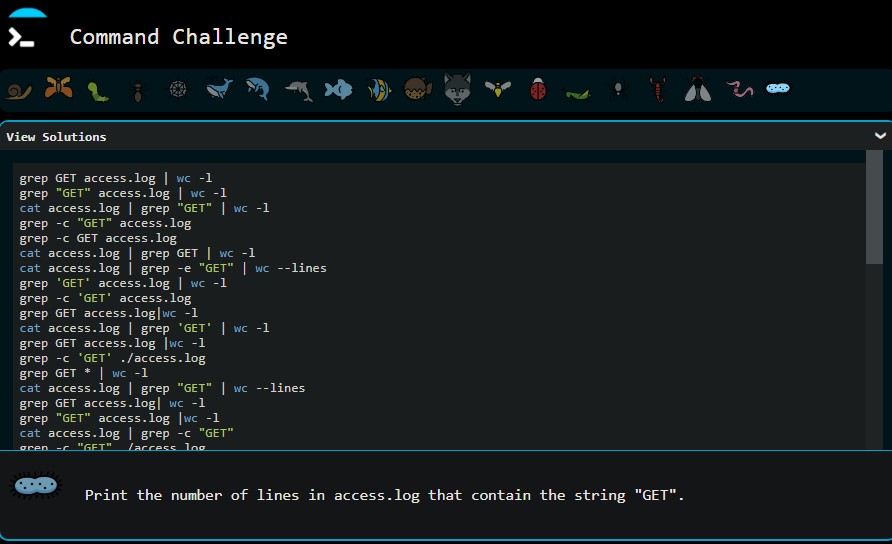 Command Challenge
View Solutions
grep GET access.log | wc -l
grep "GET" access.log | wc -l
cat access.log | grep "GET" | wc -l
grep -c "GET" access.log
grep -c GET access.log
cat access.log | grep GET | wc -l
cat access.log | grep -e "GET" | wc --lines
grep 'GET' access.log | wc -l
grep -c 'GET' access.log
grep GET access.log|wc -l
cat access.log | grep 'GET' | wc -l
grep GET access.log |wc -l
grep -c 'GET' ./access.log
grep GET * | wc -l
cat access.log | grep "GET" | wc --lines
grep GET access.log| wc -l
grep "GET" access.log |wc -l
cat access.log | grep -c "GET"
grep -c "GET" ./access.log
Print the number of lines in access.log that contain the string "GET".